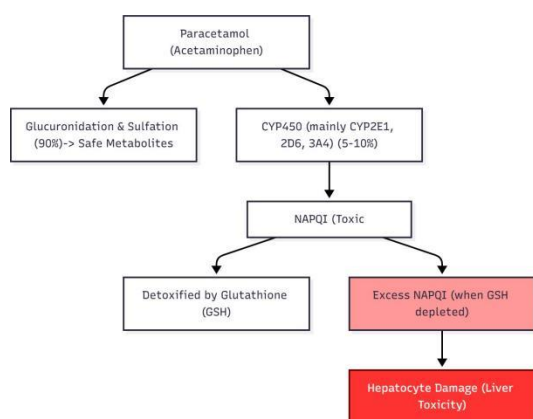 Paracetamol
(Acetaminophen)
Glucuronidation & Sulfation
(90%)-> Safe Metabolites
CYP450 (mainly CYP2E1,
2D6, 3A4) (5-10%)
NAPQI (Toxic
Detoxified by Glutathione
(GSH)
Excess NAPQI (when GSH
depleted)
Hepatocyte Damage (Liver
Toxicity)